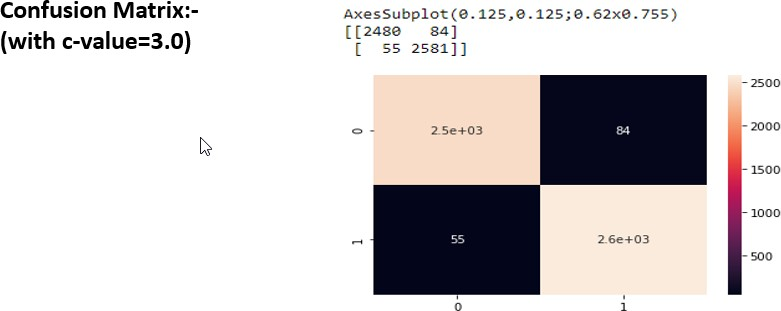 Confusion Matrix:-
(with c-value=3.0)
AxesSubplot(0.125,0.125;0.62x0.755)
[[2480   84]
 [  55 2581]]
0
2.5e+03
84
1
55
2.6e+03
0
1
2500
2000
1500
1000
500